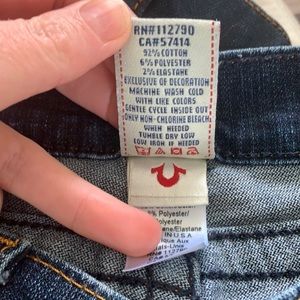 RN#112790
CA#57414
92% COTTON
6% POLYESTER
2% ELASTANE
EXCLUSIVE OF DECORATION
MACHINE WASH COLD
WITH LIKE COLORS
GENTLE CYCLE INSIDE OUT
ONLY NON-CHLORINE BLEACH
WHEN NEEDED
TUMBLE DRY LOW
LOW IRON IF NEEDED
Polyester/
Polyester
/Elastane
in U.S.A
Aux